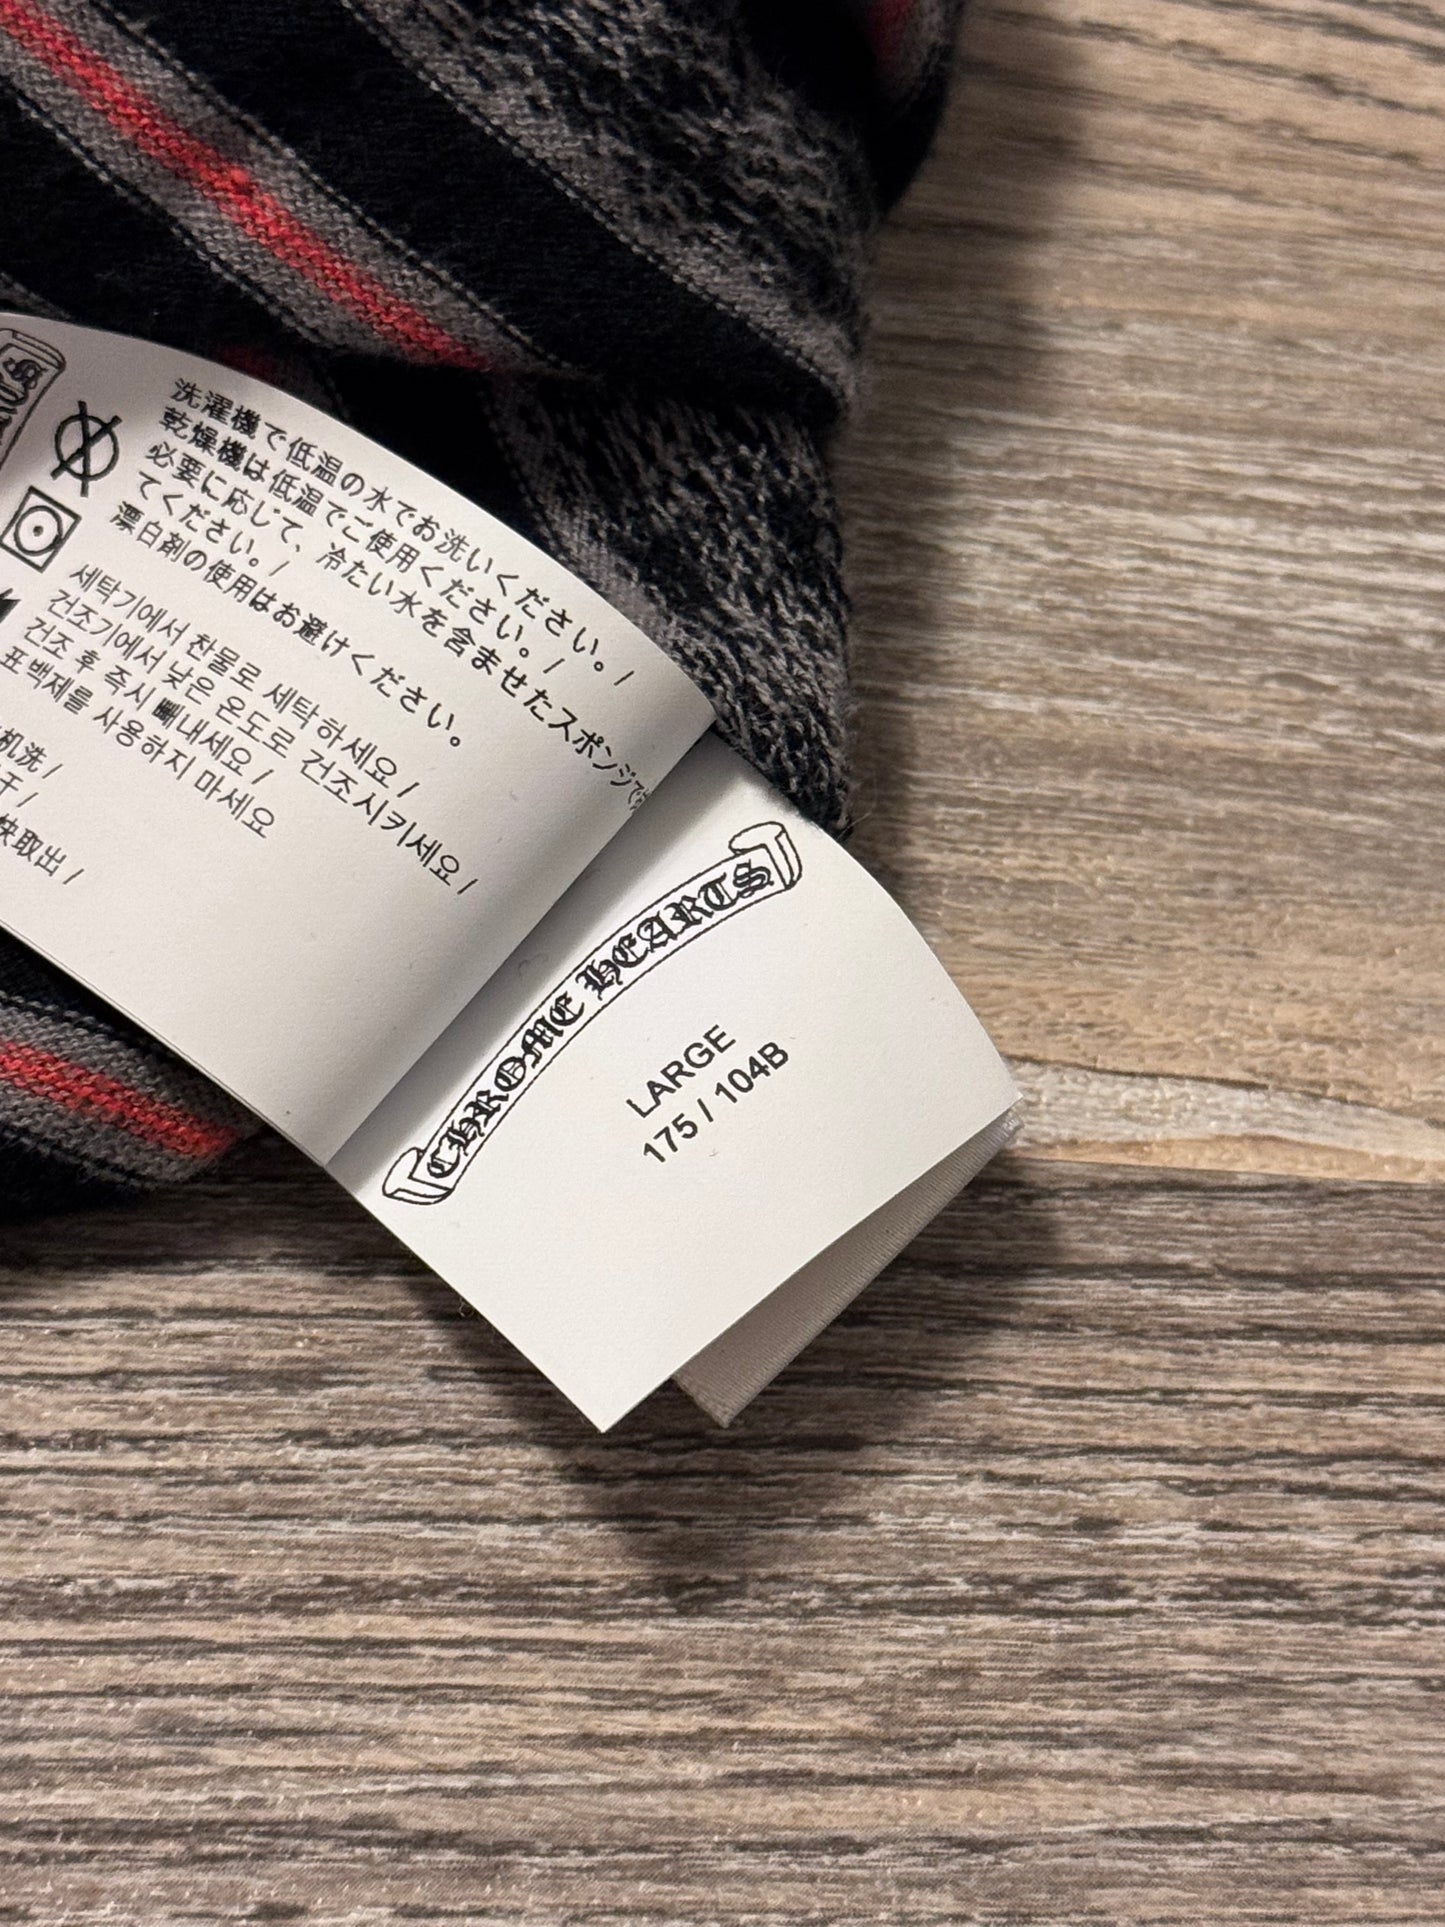 洗濯機で低温の水でお洗いください。/
乾燥機は低温でご使用ください。/
必要に応じて、冷たい水を含ませたスポンジで
てください。/
漂白剤の使用はお避けください。
세탁기에서 찬물로 세탁하세요 /
건조기에서 낮은 온도로 건조시키세요 /
건조 후 즉시 빼내세요 /
표백제를 사용하지 마세요
机洗 /
干 /
快取出 /
CHROME HEARTS
LARGE
175 / 104B